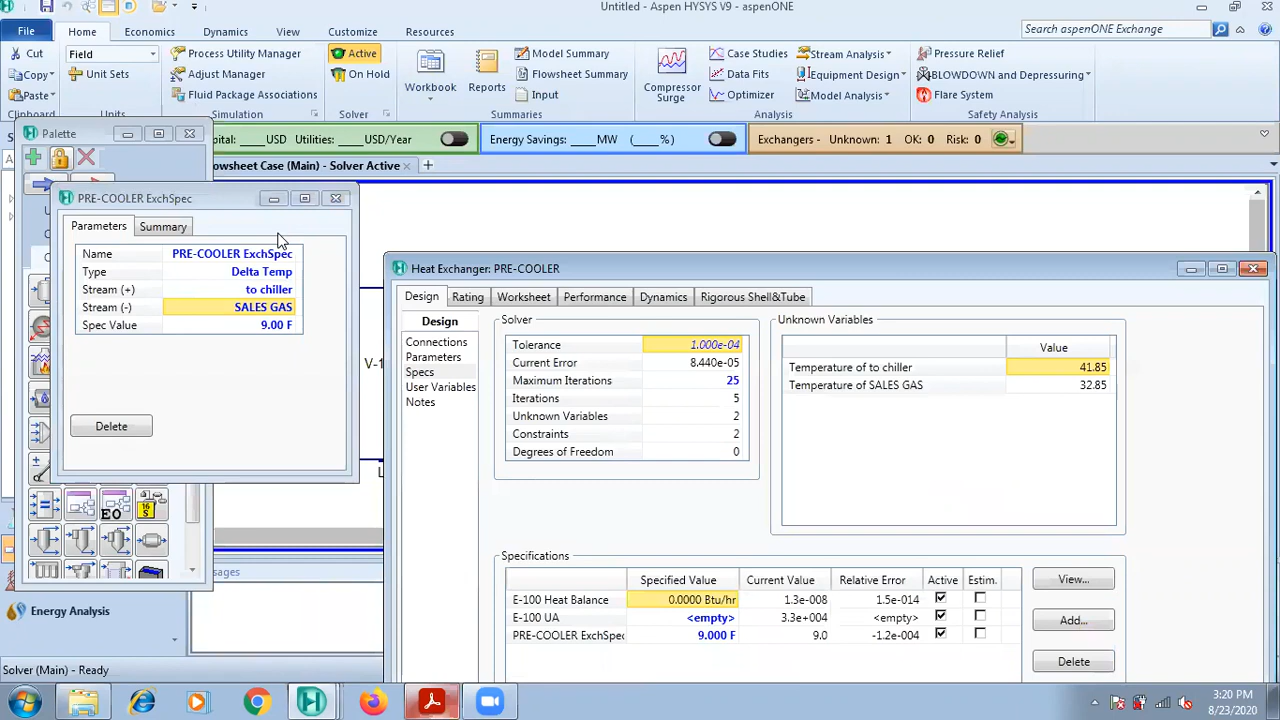 Untitled - Aspen HYSYS V9 - aspenONE
File Home Economics Dynamics View Customize Resources
Search aspenONE Exchange
Cut Field Process Utility Manager Active Model Summary Case Studies Stream Analysis Pressure Relief
Copy Unit Sets Adjust Manager On Hold Workbook Reports Flowsheet Summary Compressor Surge Data Fits Equipment Design BLOWDOWN and Depressuring
Paste Fluid Package Associations Input Optimizer Model Analysis Flare System
Clipboard Units Simulation Solver Summaries Analysis Safety Analysis
Palette
pital: USD Utilities: USD/Year Energy Savings: MW ( %) Exchangers - Unknown: 1 OK: 0 Risk: 0
owsheet Case (Main) - Solver Active
PRE-COOLER ExchSpec
Parameters Summary
Name PRE-COOLER ExchSpec
Type Delta Temp
Stream (+) to chiller
Stream (-) SALES GAS
Spec Value 9.00 F
Delete
V-1
L
EO
16
S
Heat Exchanger: PRE-COOLER
Design Rating Worksheet Performance Dynamics Rigorous Shell&Tube
Design
Connections
Parameters
Specs
User Variables
Notes
Solver
Tolerance 1.000e-04
Current Error 8.440e-05
Maximum Iterations 25
Iterations 5
Unknown Variables 2
Constraints 2
Degrees of Freedom 0
Unknown Variables
Value
Temperature of to chiller 41.85
Temperature of SALES GAS 32.85
Specifications
Specified Value Current Value Relative Error Active Estim.
E-100 Heat Balance 0.0000 Btu/hr 1.3e-008 1.5e-014
E-100 UA <empty> 3.3e+004 <empty>
PRE-COOLER ExchSpec 9.000 F 9.0 -1.2e-004
View...
Add...
Delete
sages
Energy Analysis
Solver (Main) - Ready
3:20 PM
8/23/2020